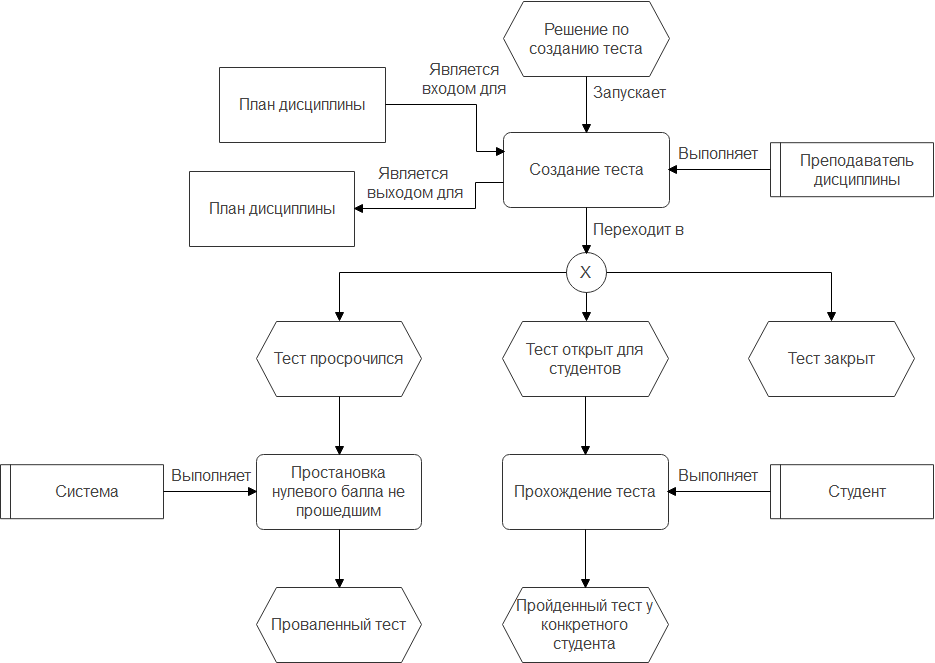 Решение по
созданию теста
Является
входом для
Запускает
План дисциплины
Создание теста
Выполняет
Преподаватель
дисциплины
Является
выходом для
План дисциплины
Переходит в
X
Тест просрочился
Тест открыт для
студентов
Тест закрыт
Система
Выполняет
Простановка
нулевого балла не
прошедшим
Прохождение теста
Выполняет
Студент
Проваленный тест
Пройденный тест у
конкретного
студента